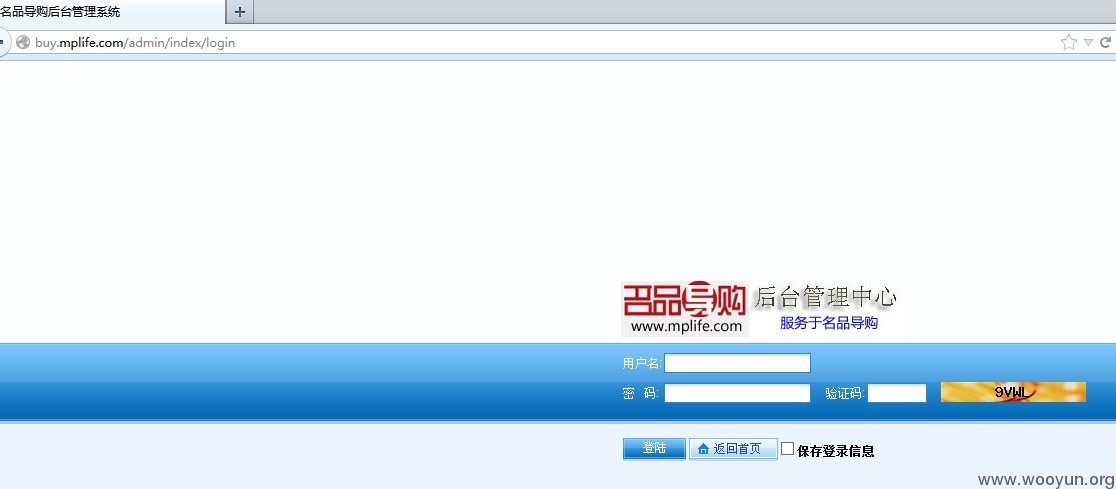 名品导购后台管理系统
buy.mplife.com/admin/index/login
名品导购 后台管理中心
www.mplife.com 服务于名品导购
用户名:
密 码: 验证码: 9VWL
登陆 返回首页 保存登录信息
www.wooyun.org